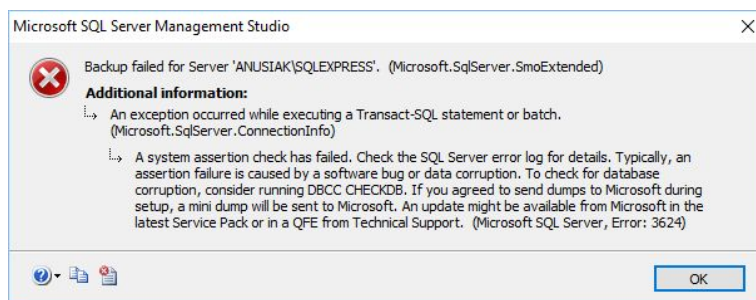 Microsoft SQL Server Management Studio
Backup failed for Server 'ANUSIAK\SQLEXPRESS'. (Microsoft.SqlServer.SmoExtended)
Additional information:
An exception occurred while executing a Transact-SQL statement or batch.
(Microsoft.SqlServer.ConnectionInfo)
A system assertion check has failed. Check the SQL Server error log for details. Typically, an
assertion failure is caused by a software bug or data corruption. To check for database
corruption, consider running DBCC CHECKDB. If you agreed to send dumps to Microsoft during
setup, a mini dump will be sent to Microsoft. An update might be available from Microsoft in the
latest Service Pack or in a QFE from Technical Support. (Microsoft SQL Server, Error: 3624)
OK